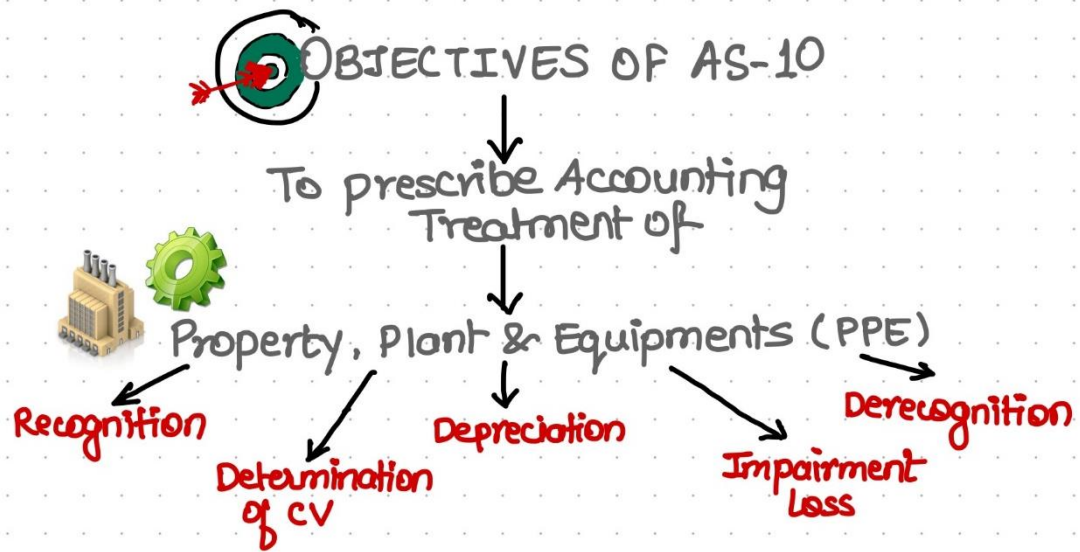 OBJECTIVES OF AS-10
To prescribe Accounting
Treatment of
Property, Plant & Equipments (PPE)
Recognition
Determination
of CV
Depreciation
Impairment
Loss
Derecognition